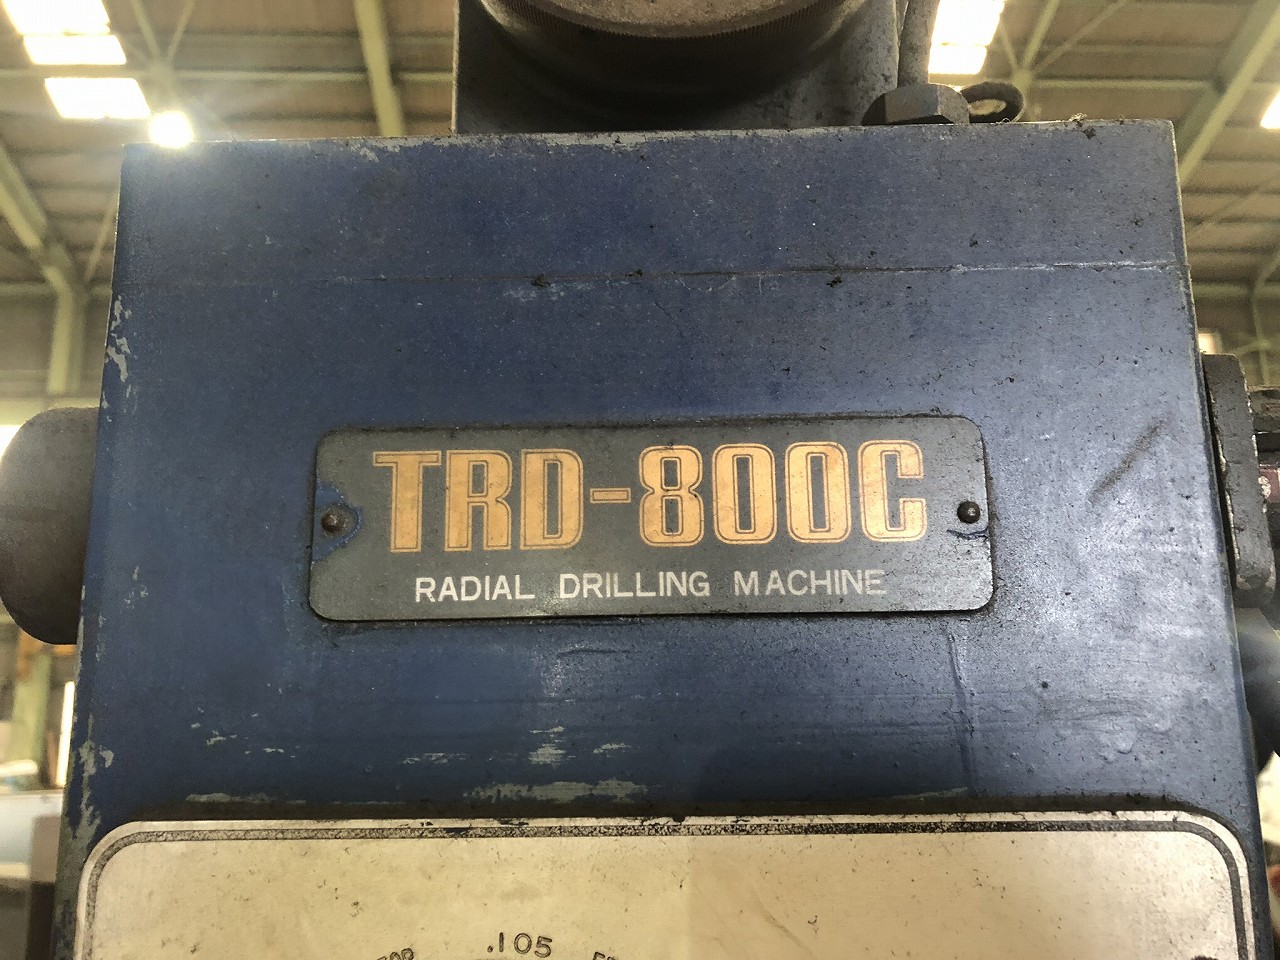 TRD-800C
RADIAL DRILLING MACHINE
.105